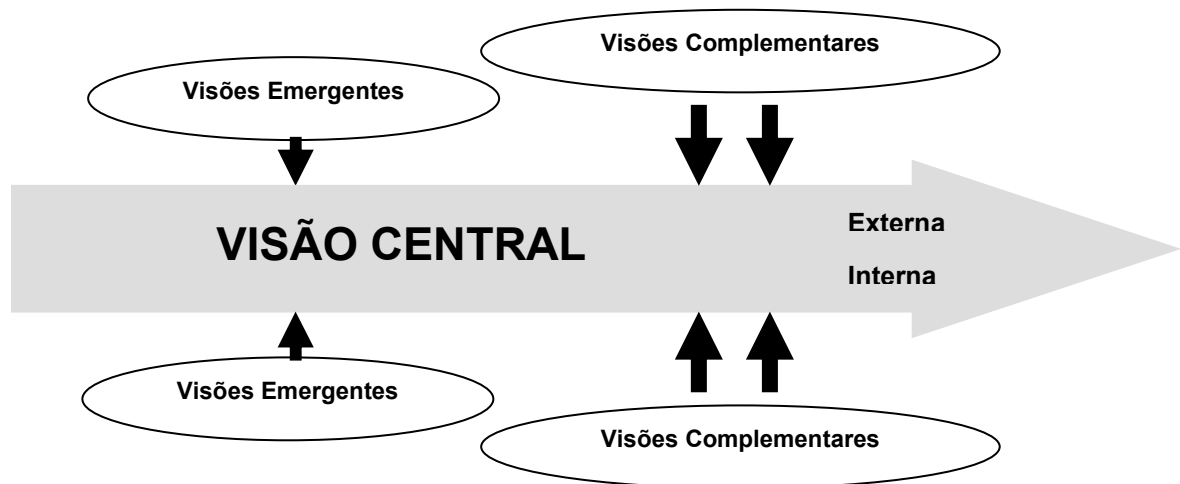 Visões Complementares
Visões Emergentes
VISÃO CENTRAL
Externa
Interna
Visões Emergentes
Visões Complementares